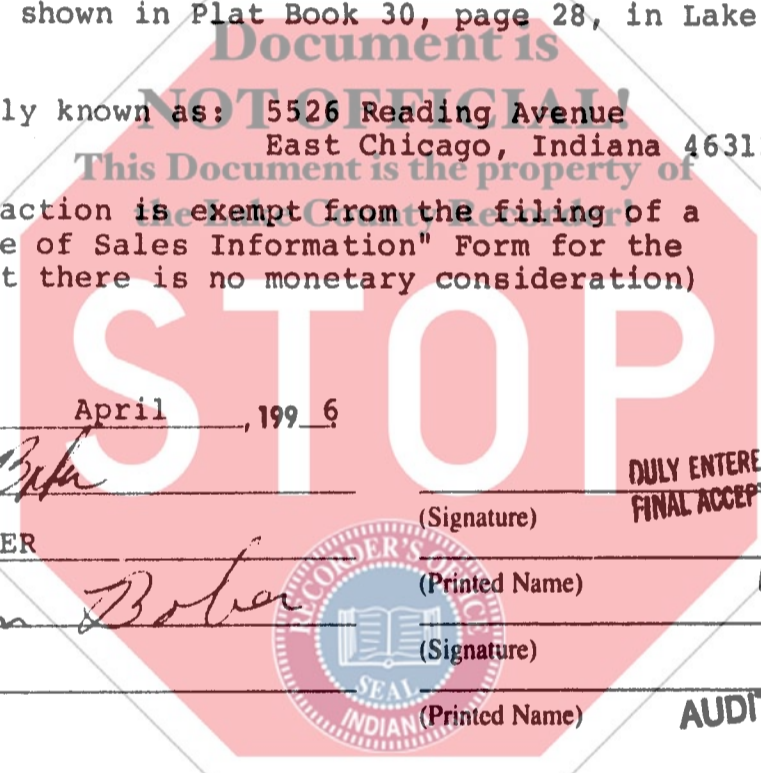 shown in Plat Book 30, page 28, in Lake
Document is
NOT OFFICIAL!
ly known as: 5526 Reading Avenue
East Chicago, Indiana 4631
This Document is the property of
the Lake County Recorder!
action is exempt from the filing of a
e of Sales Information" Form for the
t there is no monetary consideration)
STOP
April, 199 6
DULY ENTERE
FINAL ACCEP
(Signature)
ER
(Printed Name)
Bober
(Signature)
RECORDER'S OFFICE
SEAL
INDIAN
(Printed Name)
AUDI